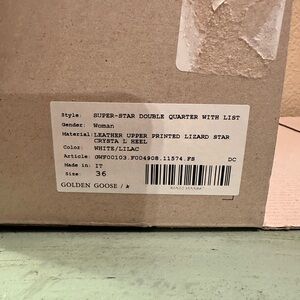 Style: SUPER-STAR DOUBLE QUARTER WITH LIST
Gender: Woman
Material: LEATHER UPPER PRINTED LIZARD STAR
CRYSTA L HEEL
Color: WHITE/LILAC
Article: GWF00103.F004908.11574.FS DC
Made in: IT
Size: 36
GOLDEN GOOSE /